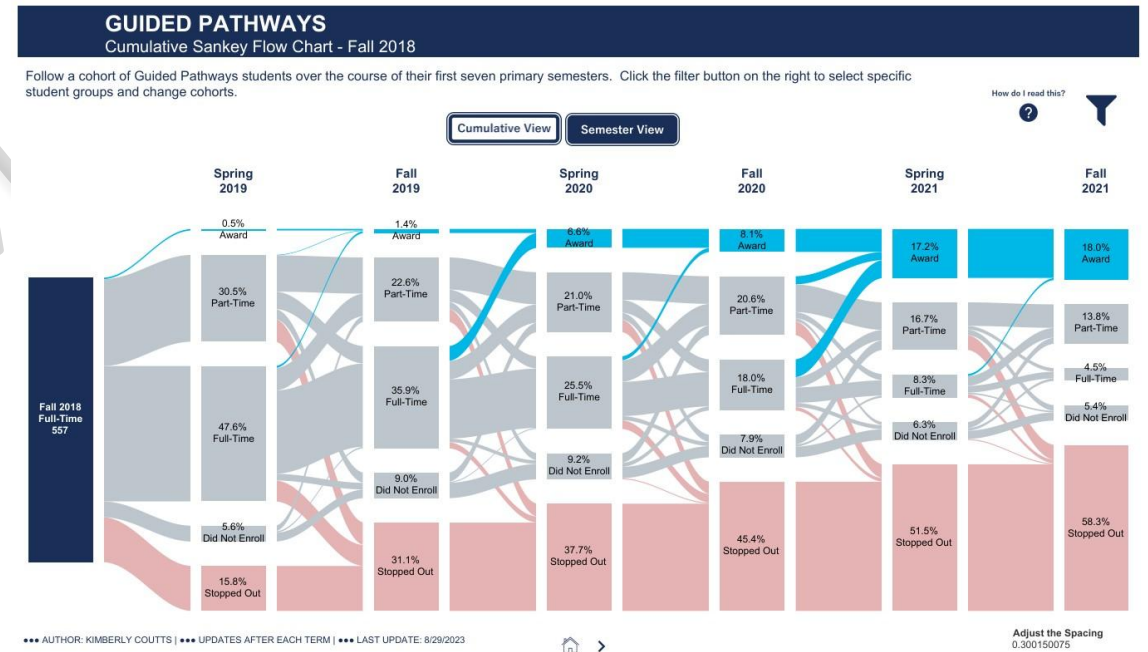 GUIDED PATHWAYS
Cumulative Sankey Flow Chart - Fall 2018
Follow a cohort of Guided Pathways students over the course of their first seven primary semesters. Click the filter button on the right to select specific
student groups and change cohorts.
How do I read this?
?
Cumulative View
Semester View
Spring
2019
Fall
2019
Spring
2020
Fall
2020
Spring
2021
Fall
2021
Fall 2018
Full-Time
557
0.5%
Award
30.5%
Part-Time
47.6%
Full-Time
5.6%
Did Not Enroll
15.8%
Stopped Out
1.4%
Award
22.6%
Part-Time
35.9%
Full-Time
9.0%
Did Not Enroll
31.1%
Stopped Out
6.6%
Award
21.0%
Part-Time
25.5%
Full-Time
9.2%
Did Not Enroll
37.7%
Stopped Out
8.1%
Award
20.6%
Part-Time
18.0%
Full-Time
7.9%
Did Not Enroll
45.4%
Stopped Out
17.2%
Award
16.7%
Part-Time
8.3%
Full-Time
6.3%
Did Not Enroll
51.5%
Stopped Out
18.0%
Award
13.8%
Part-Time
4.5%
Full-Time
5.4%
Did Not Enroll
58.3%
Stopped Out
●●● AUTHOR: KIMBERLY COUTTS | ●●● UPDATES AFTER EACH TERM | ●●● LAST UPDATE: 8/29/2023
Adjust the Spacing
0.300150075